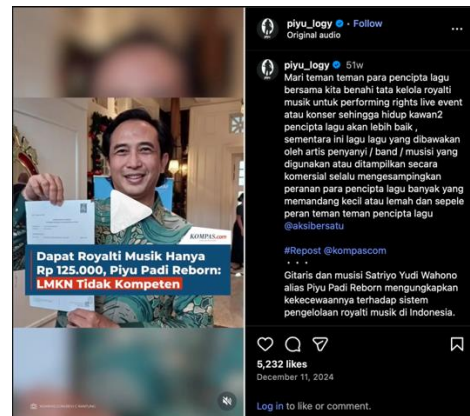 KOMPAS.com
Dapat Royalti Musik Hanya
Rp 125.000, Piyu Padi Reborn:
LMKN Tidak Kompeten
piyu_logy • Follow
Original audio
piyu_logy 51w
Mari teman teman para pencipta lagu
bersama kita benahi tata kelola royalti
musik untuk performing rights live event
atau konser sehingga hidup kawan2
pencipta lagu akan lebih baik ,
sementara ini lagu lagu yang dibawakan
oleh artis penyanyi / band / musisi yang
digunakan atau ditampilkan secara
komersial selalu mengesampingkan
peranan para pencipta lagu banyak yang
memandang kecil atau lemah dan sepele
peran teman teman pencipta lagu
@aksibersatu
#Repost @kompascom
• • •
Gitaris dan musisi Satriyo Yudi Wahono
alias Piyu Padi Reborn mengungkapkan
kekecewaannya terhadap sistem
pengelolaan royalti musik di Indonesia.
5,232 likes
December 11, 2024
Log in to like or comment.